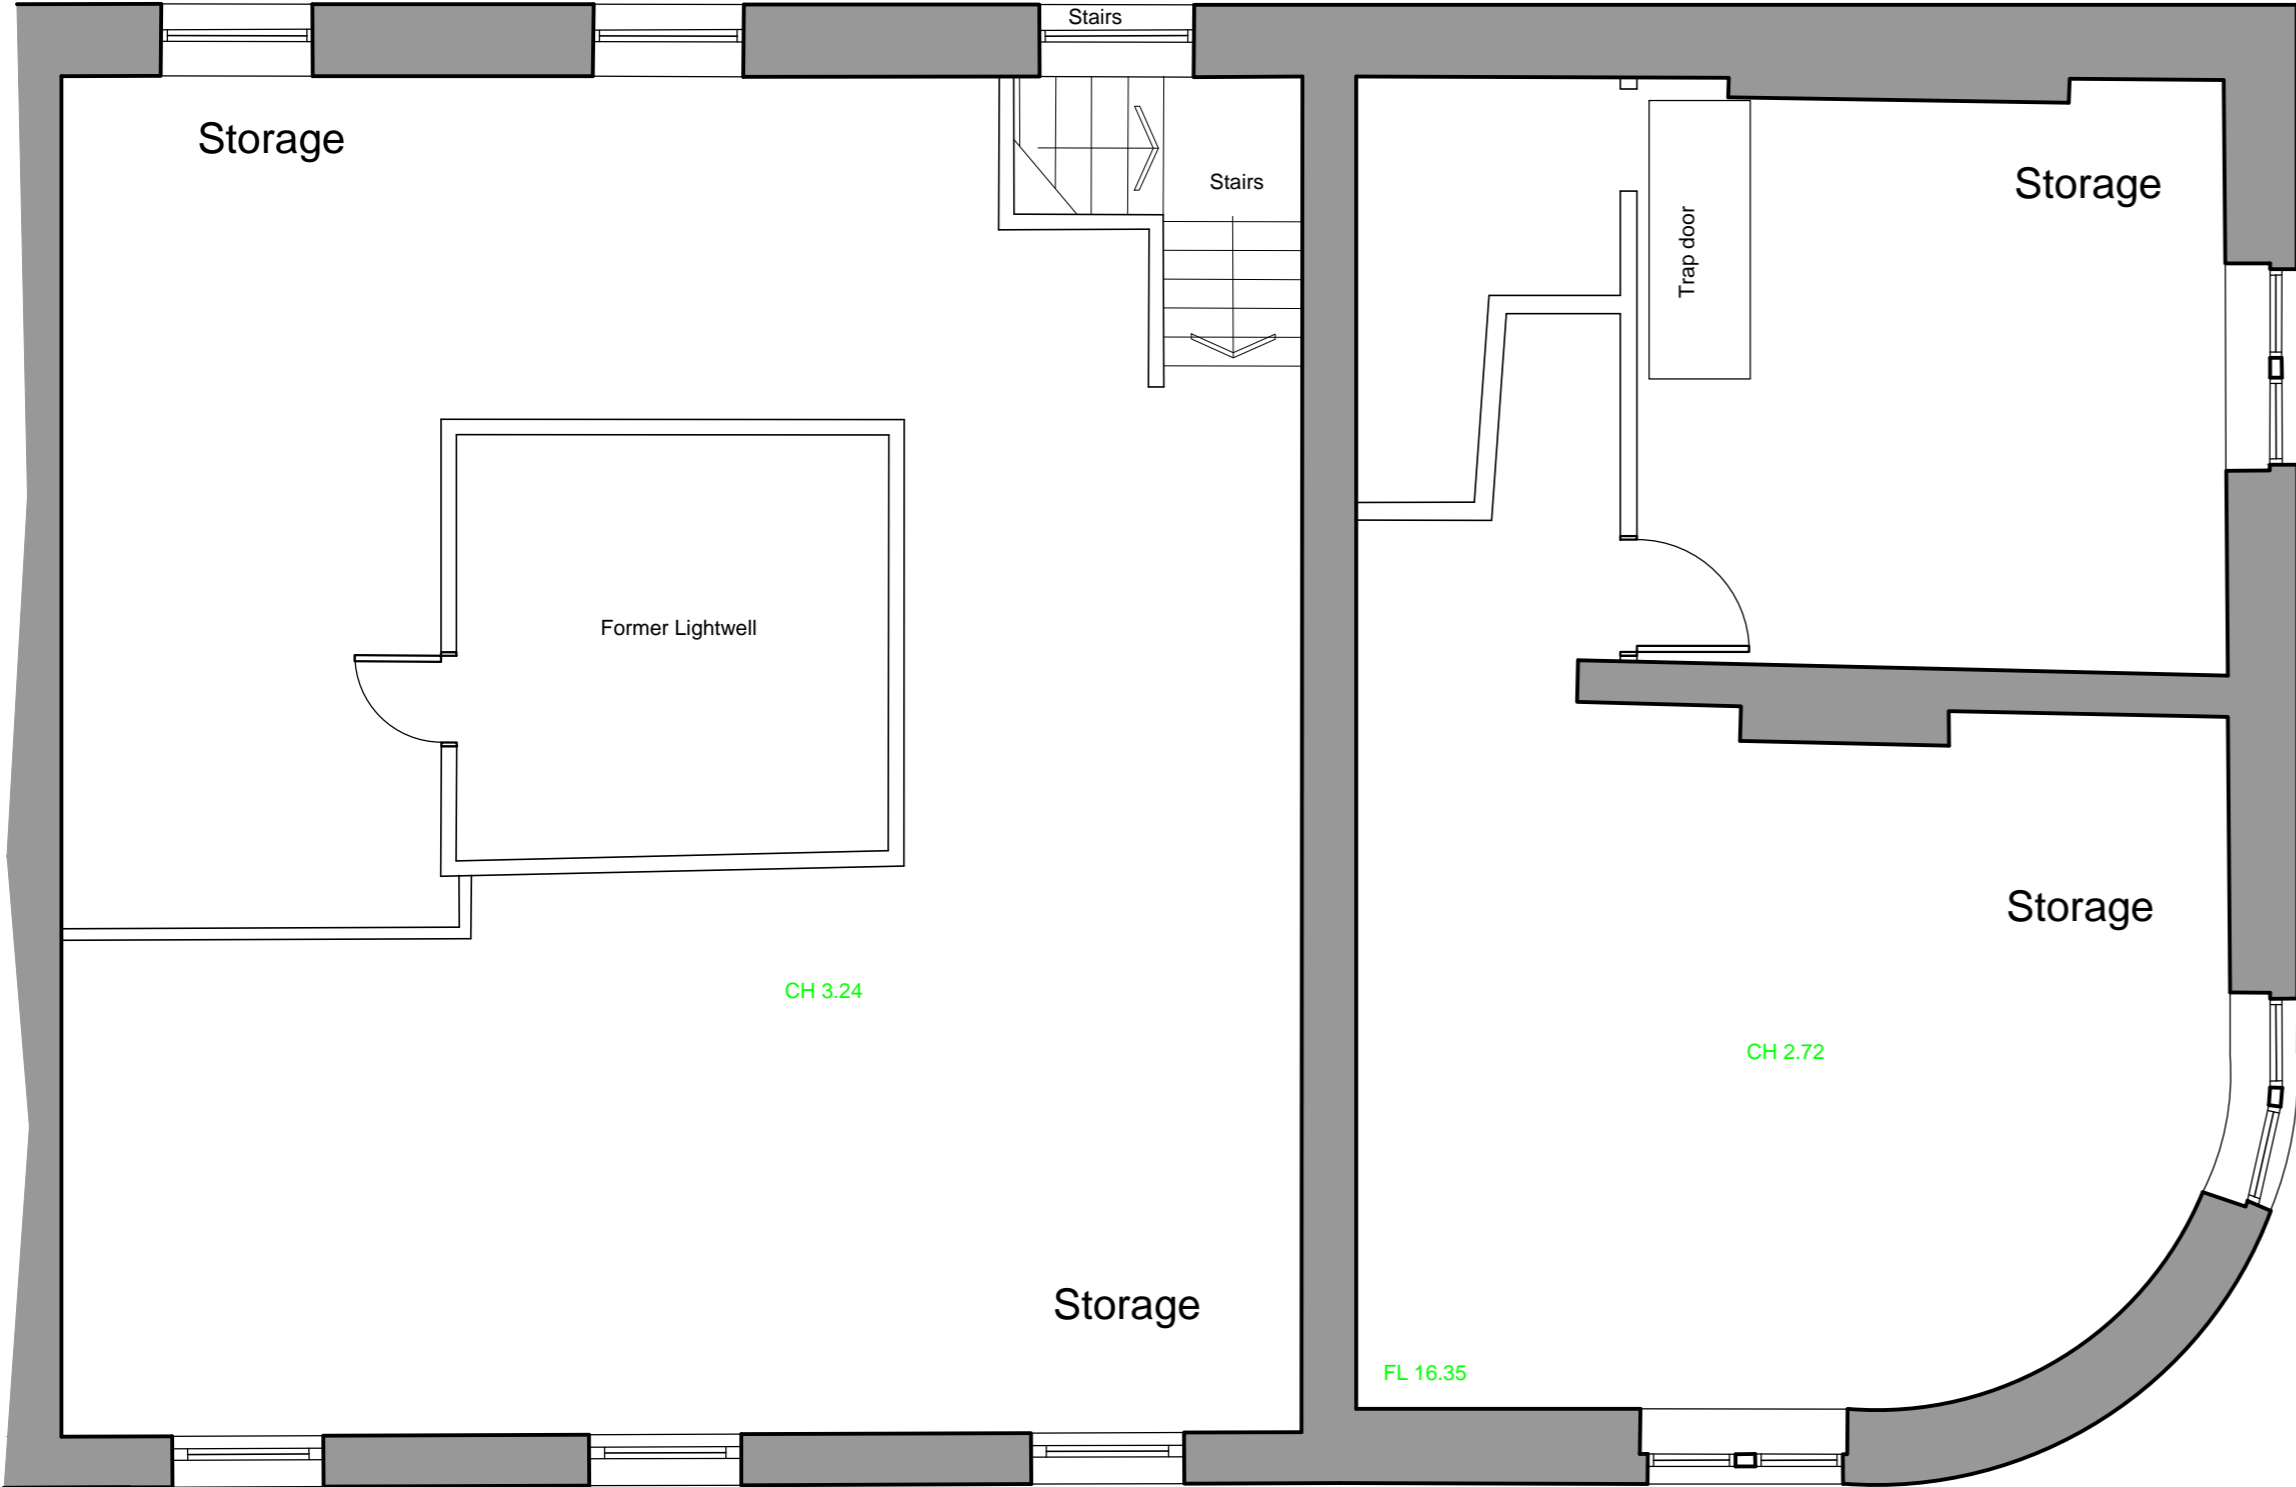 Stairs
Storage
Stairs
Storage
Trap door
Former Lightwell
Storage
CH 3.24
CH 2.72
Storage
FL 16.35